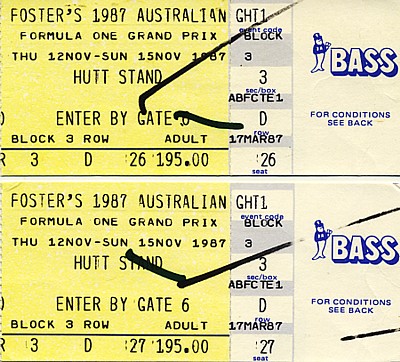 FOSTER'S 1987 AUSTRALIAN GHT1
event code
FORMULA ONE GRAND PRIX BLOCK
THU 12NOV-SUN 15NOV 1987 3
HUTT STAND 3
sec/box
ABFCTE1
ENTER BY GATE 6 D
row
BLOCK 3 ROW ADULT 17MAR87
R 3 D 26 195.00 26
seat
BASS
FOR CONDITIONS
SEE BACK
FOSTER'S 1987 AUSTRALIAN GHT1
event code
FORMULA ONE GRAND PRIX BLOCK
THU 12NOV-SUN 15NOV 1987 3
HUTT STAND 3
sec/box
ABFCTE1
ENTER BY GATE 6 D
row
BLOCK 3 ROW ADULT 17MAR87
R 3 D 27 195.00 27
seat
BASS
FOR CONDITIONS
SEE BACK